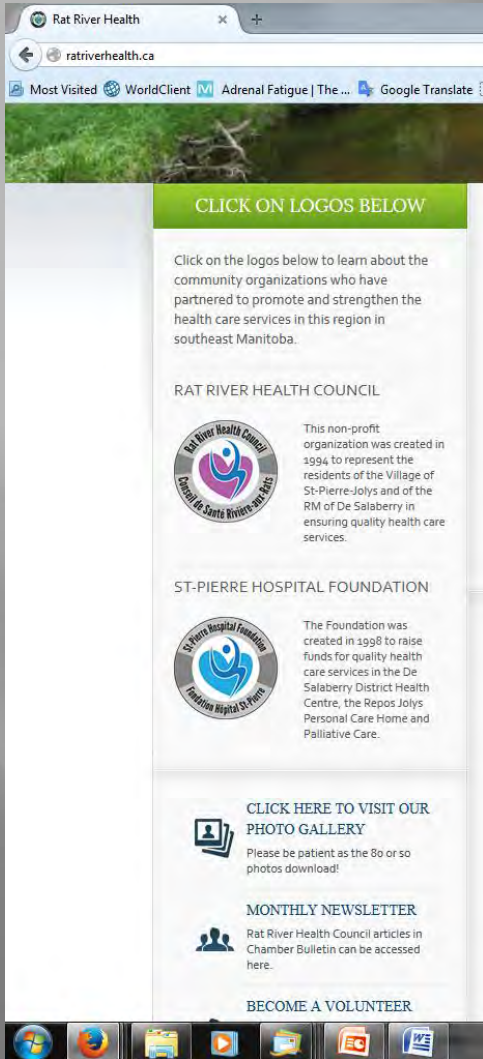 Rat River Health
ratriverhealth.ca
Most Visited WorldClient Adrenal Fatigue | The ... Google Translate
CLICK ON LOGOS BELOW
Click on the logos below to learn about the
community organizations who have
partnered to promote and strengthen the
health care services in this region in
southeast Manitoba.
RAT RIVER HEALTH COUNCIL
Rat River Health Council
Conseil de Santé Rivière-aux-Rats
This non-profit
organization was created in
1994 to represent the
residents of the Village of
St-Pierre-Jolys and of the
RM of De Salaberry in
ensuring quality health care
services.
ST-PIERRE HOSPITAL FOUNDATION
St-Pierre Hospital Foundation
Fondation Hôpital St-Pierre
The Foundation was
created in 1998 to raise
funds for quality health
care services in the De
Salaberry District Health
Centre, the Repos Jolys
Personal Care Home and
Palliative Care.
CLICK HERE TO VISIT OUR
PHOTO GALLERY
Please be patient as the 80 or so
photos download!
MONTHLY NEWSLETTER
Rat River Health Council articles in
Chamber Bulletin can be accessed
here.
BECOME A VOLUNTEER